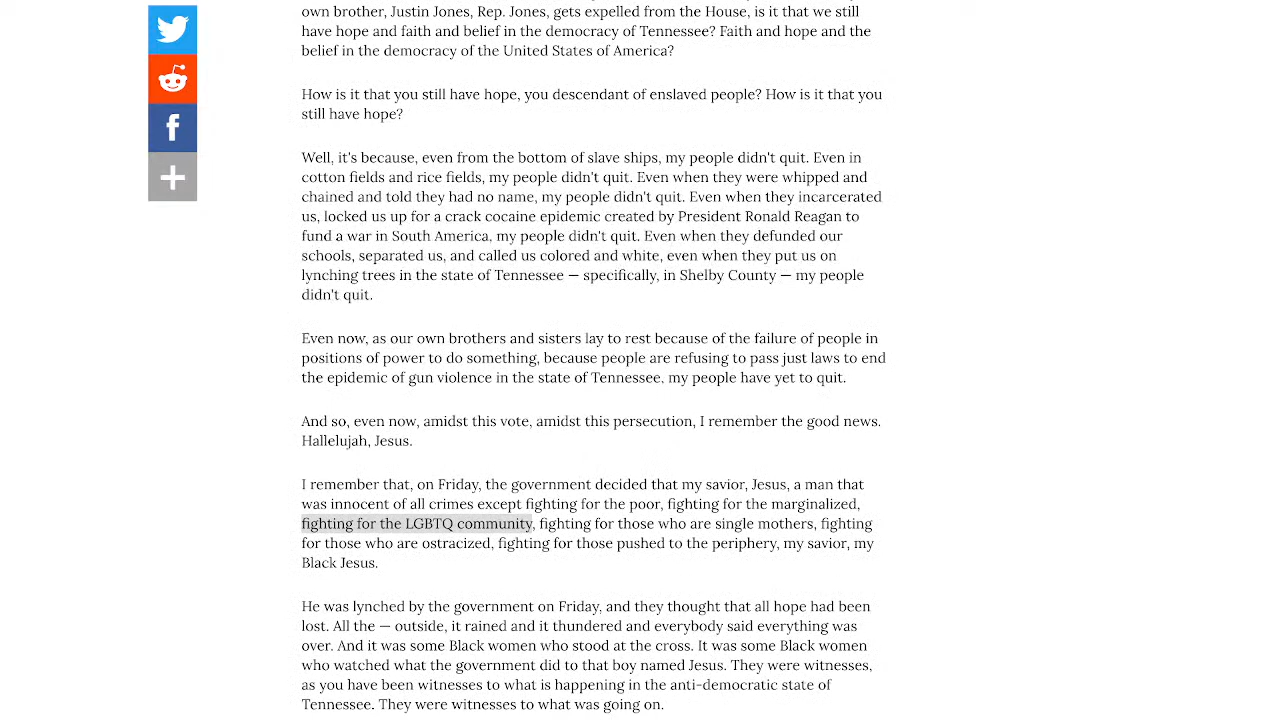 own brother, Justin Jones, Rep. Jones, gets expelled from the House, is it that we still
have hope and faith and belief in the democracy of Tennessee? Faith and hope and the
belief in the democracy of the United States of America?
How is it that you still have hope, you descendant of enslaved people? How is it that you
still have hope?
Well, it's because, even from the bottom of slave ships, my people didn't quit. Even in
cotton fields and rice fields, my people didn't quit. Even when they were whipped and
chained and told they had no name, my people didn't quit. Even when they incarcerated
us, locked us up for a crack cocaine epidemic created by President Ronald Reagan to
fund a war in South America, my people didn't quit. Even when they defunded our
schools, separated us, and called us colored and white, even when they put us on
lynching trees in the state of Tennessee — specifically, in Shelby County — my people
didn't quit.
Even now, as our own brothers and sisters lay to rest because of the failure of people in
positions of power to do something, because people are refusing to pass just laws to end
the epidemic of gun violence in the state of Tennessee, my people have yet to quit.
And so, even now, amidst this vote, amidst this persecution, I remember the good news.
Hallelujah, Jesus.
I remember that, on Friday, the government decided that my savior, Jesus, a man that
was innocent of all crimes except fighting for the poor, fighting for the marginalized,
fighting for the LGBTQ community, fighting for those who are single mothers, fighting
for those who are ostracized, fighting for those pushed to the periphery, my savior, my
Black Jesus.
He was lynched by the government on Friday, and they thought that all hope had been
lost. All the — outside, it rained and it thundered and everybody said everything was
over. And it was some Black women who stood at the cross. It was some Black women
who watched what the government did to that boy named Jesus. They were witnesses,
as you have been witnesses to what is happening in the anti-democratic state of
Tennessee. They were witnesses to what was going on.